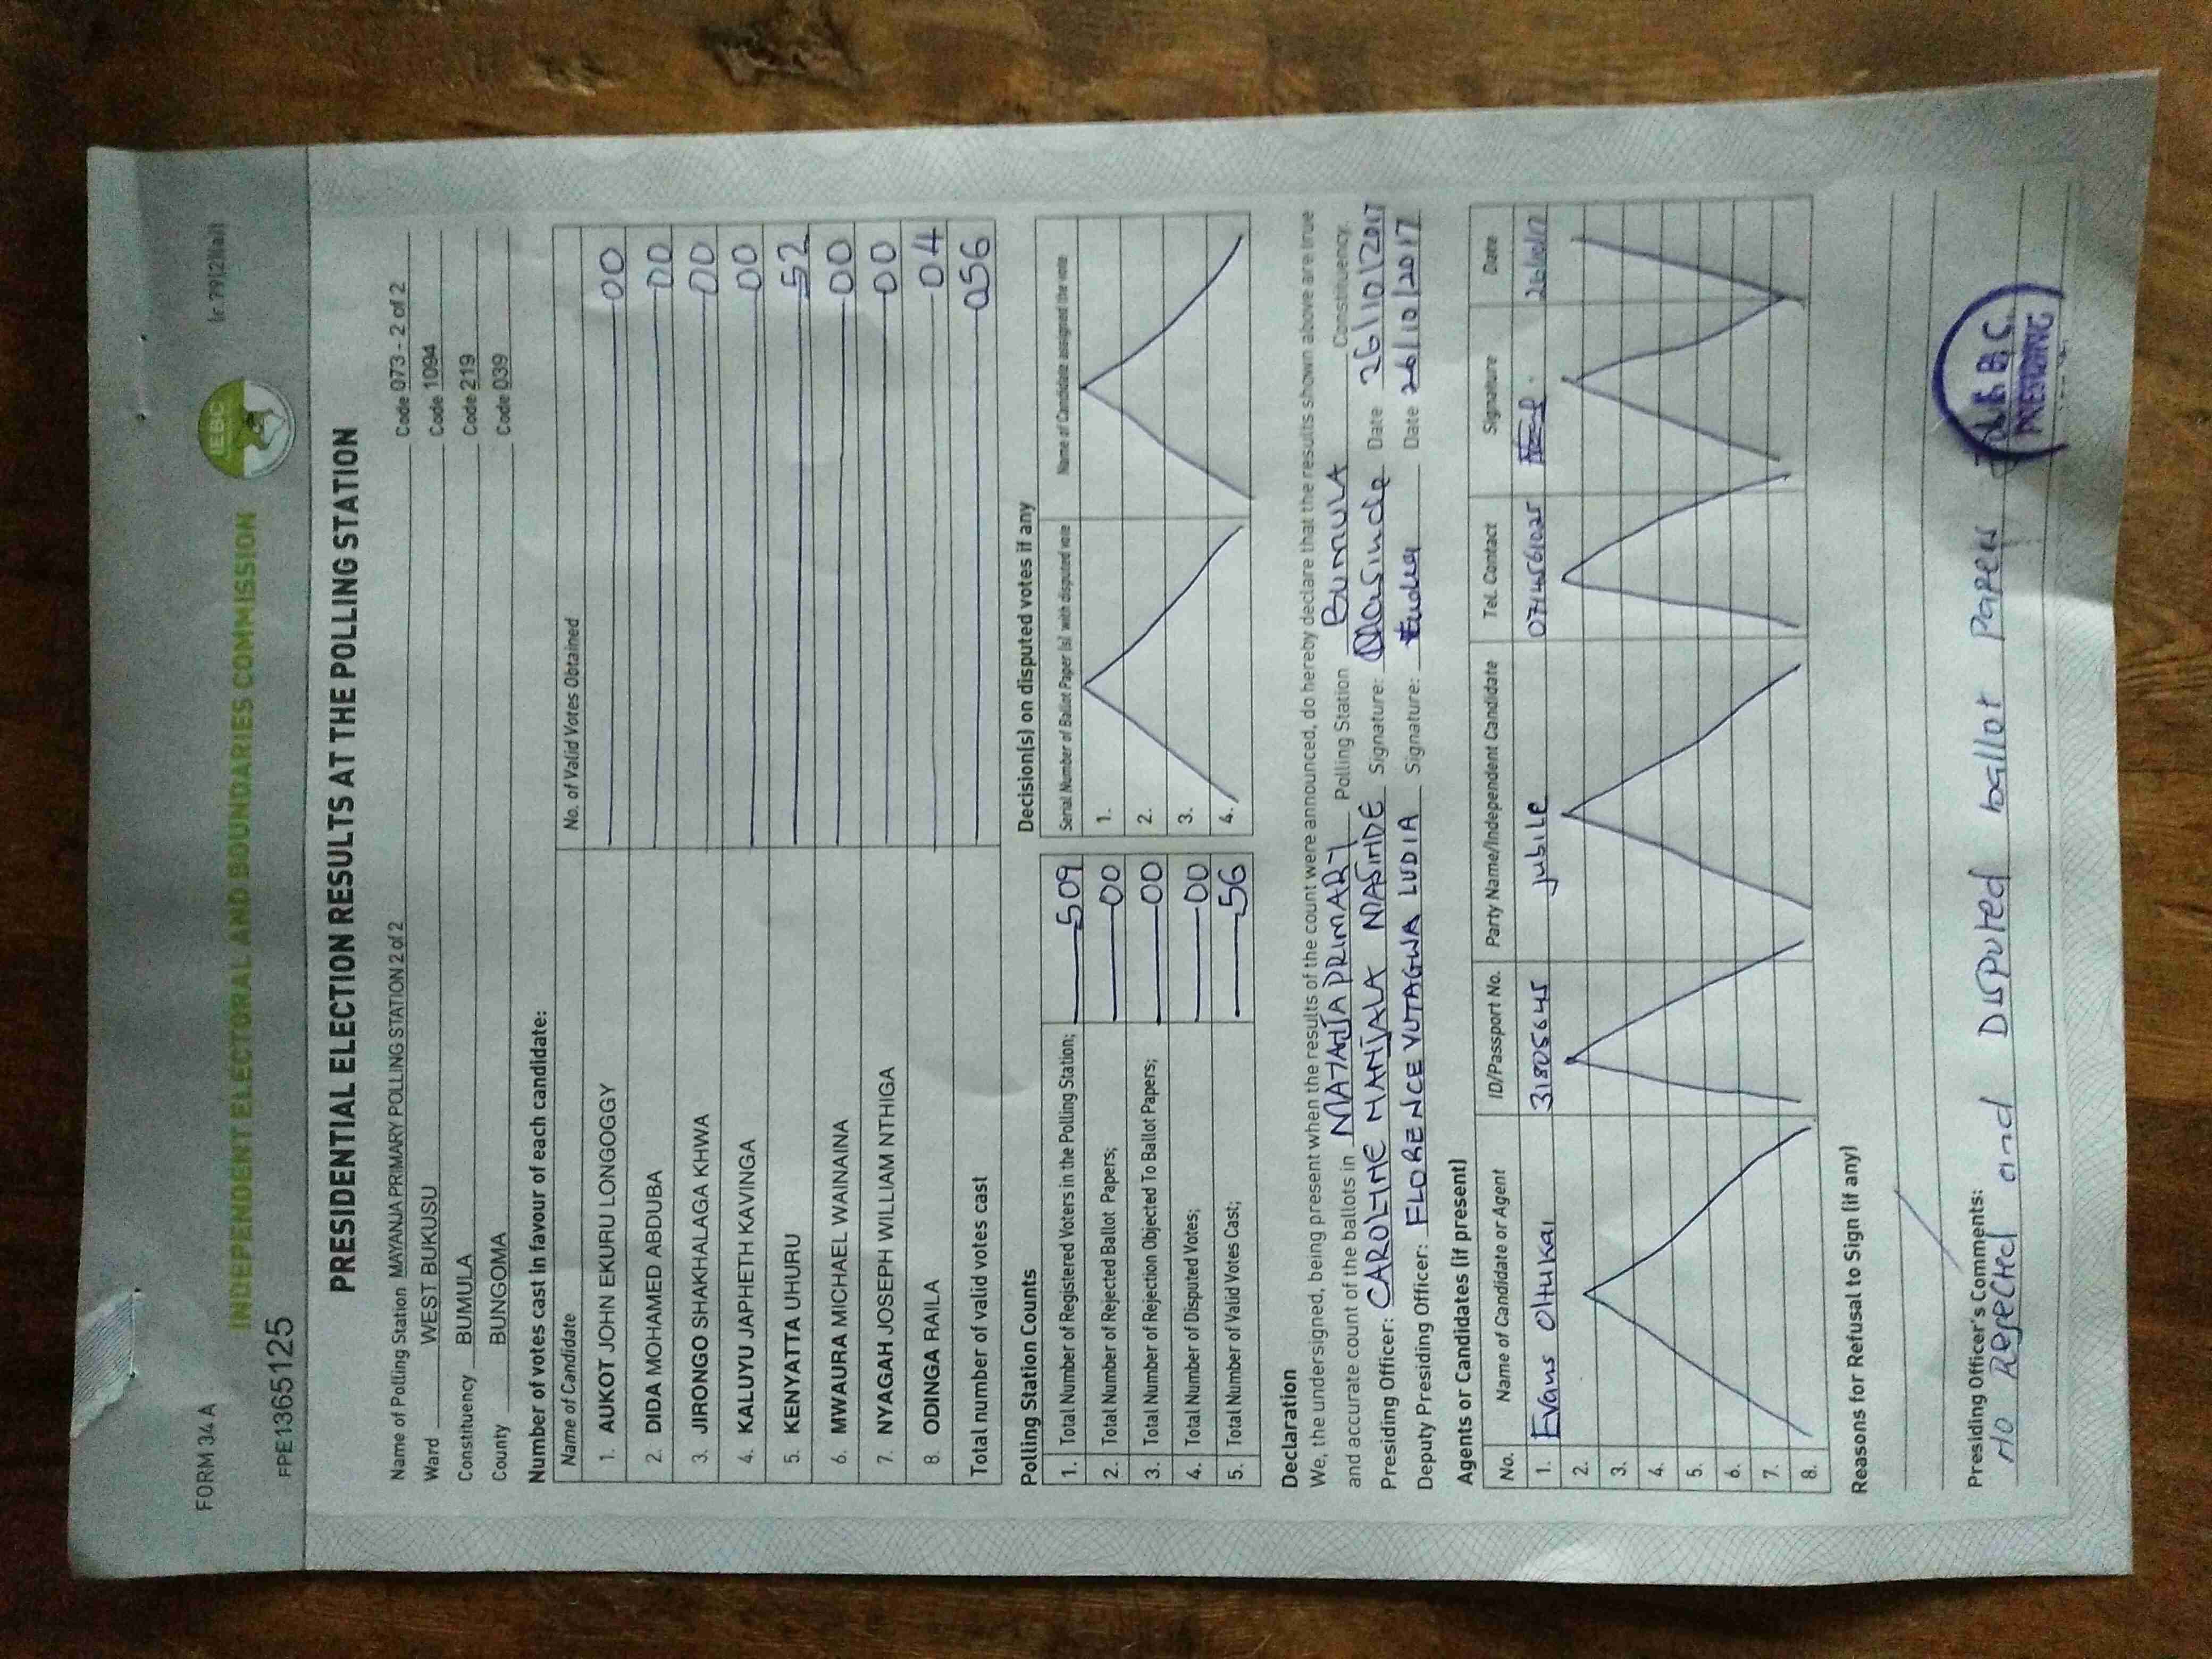 FORM 34A
[r. 79(2)(a)]
INDEPENDENT ELECTORAL AND BOUNDARIES COMMISSION
IEBC
FPE1365125
PRESIDENTIAL ELECTION RESULTS AT THE POLLING STATION
Name of Polling Station MAYANJA PRIMARY POLLING STATION 2 of 2 Code 073 - 2 of 2
Ward WEST BUKUSU Code 1094
Constituency BUMULA Code 219
County BUNGOMA Code 039
Number of votes cast in favour of each candidate:
Name of Candidate No. of Valid Votes Obtained
1. AUKOT JOHN EKURU LONGOGGY 00
2. DIDA MOHAMED ABDUBA 00
3. JIRONGO SHAKHALAGA KHWA 00
4. KALUYU JAPHETH KAVINGA 00
5. KENYATTA UHURU 52
6. MWAURA MICHAEL WAINAINA 00
7. NYAGAH JOSEPH WILLIAM NTHIGA 00
8. ODINGA RAILA 04
Total number of valid votes cast 056
Polling Station Counts
1. Total Number of Registered Voters in the Polling Station; 509
2. Total Number of Rejected Ballot Papers; 00
3. Total Number of Rejection Objected To Ballot Papers; 00
4. Total Number of Disputed Votes; 00
5. Total Number of Valid Votes Cast; 56
Decision(s) on disputed votes if any
Serial Number of Ballot Paper (s) with disputed vote Name of Candidate assigned the vote
1.
2.
3.
4.
Declaration
We, the undersigned, being present when the results of the count were announced, do hereby declare that the results shown above are true
and accurate count of the ballots in MAYANJA PRIMARY Polling Station BUMULA Constituency.
Presiding Officer: CAROLINE NANJALA MASINDE Signature: Masinde Date 26/10/2017
Deputy Presiding Officer: FLORENCE VUTAGWA LUDIA Signature: Date 26/10/2017
Agents or Candidates (if present)
No. Name of Candidate or Agent ID/Passport No. Party Name/Independent Candidate Tel. Contact Signature Date
1. Evans 31805645 Jubile 26/10/17
2.
3.
4.
5.
6.
7.
8.
Reasons for Refusal to Sign (if any)
Presiding Officer's Comments:
No Rejected and Disputed ballot Paper
I.E.B.C.
PRESIDING